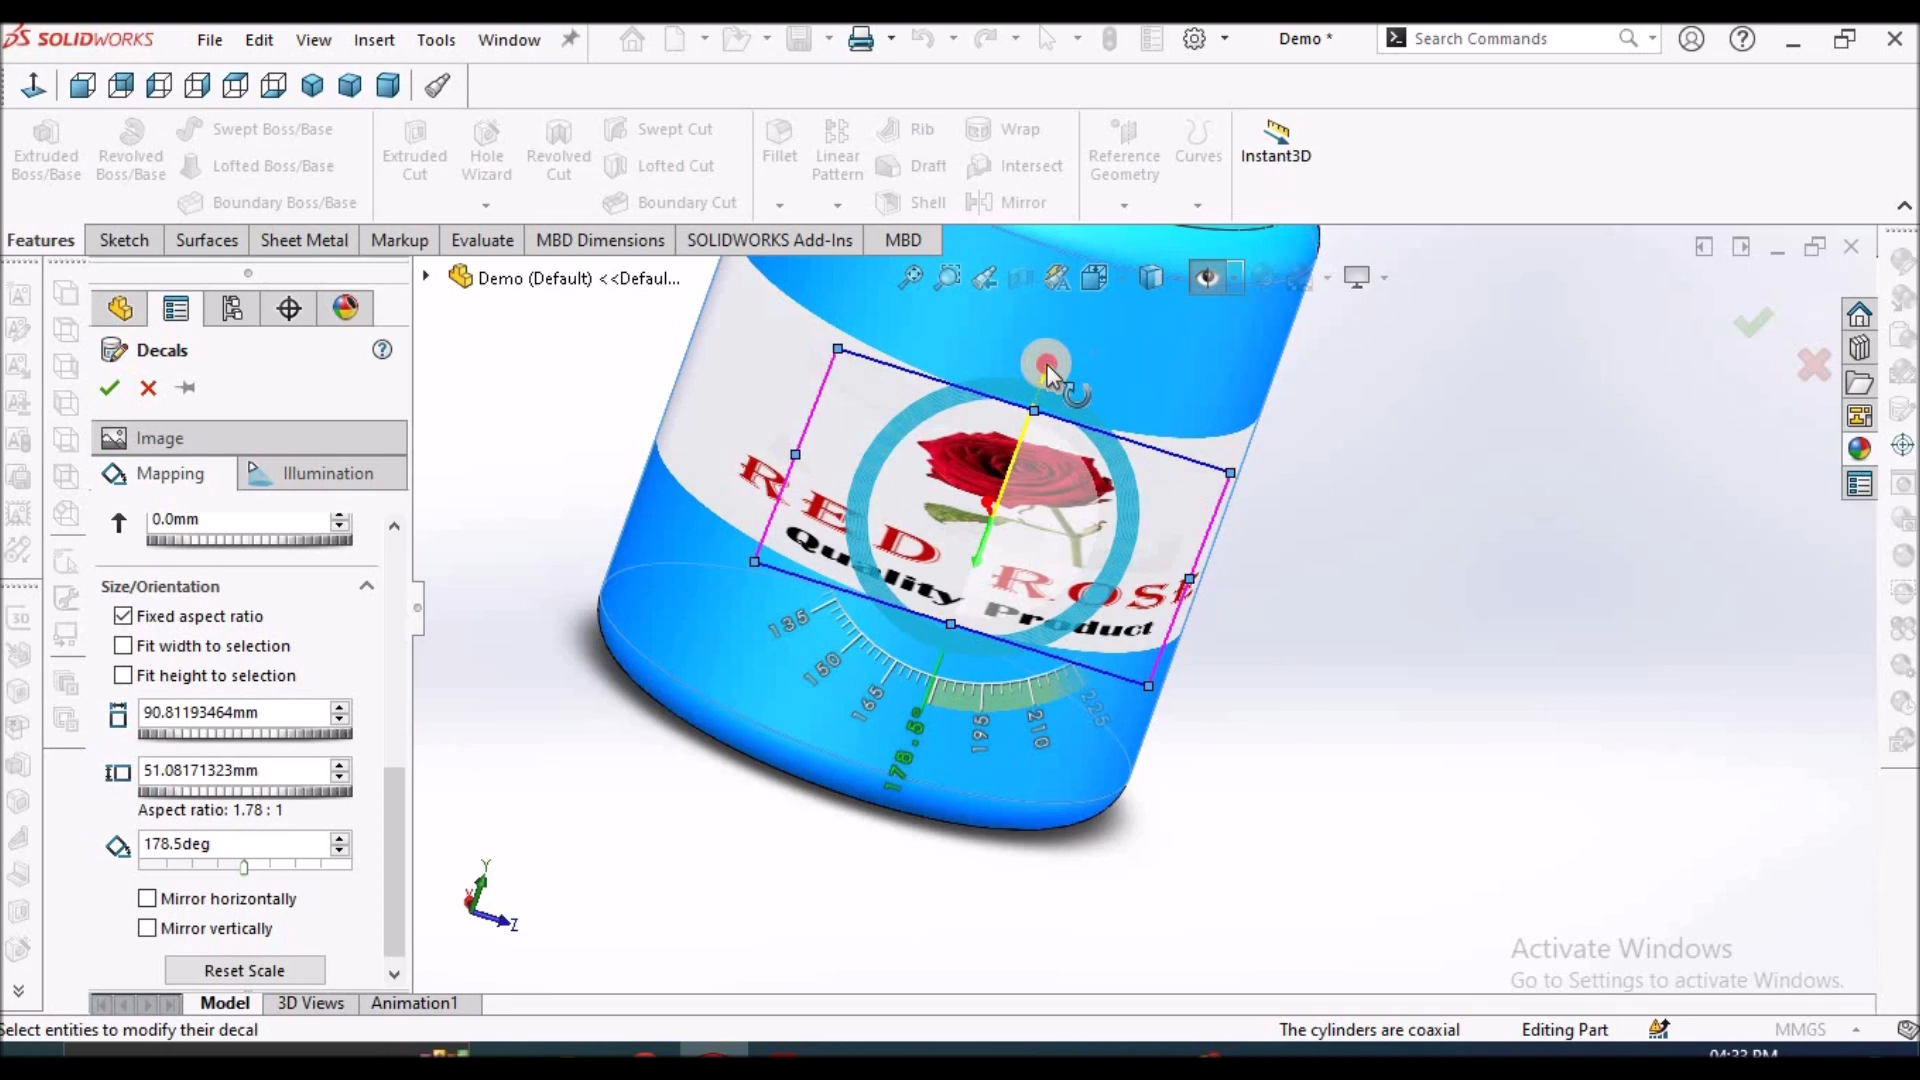 SOLIDWORKS File Edit View Insert Tools Window Demo * Search Commands
Extruded Boss/Base Revolved Boss/Base Swept Boss/Base Lofted Boss/Base Boundary Boss/Base Extruded Cut Hole Wizard Revolved Cut Swept Cut Lofted Cut Boundary Cut Fillet Linear Pattern Rib Draft Shell Wrap Intersect Mirror Reference Geometry Curves Instant3D
Features Sketch Surfaces Sheet Metal Markup Evaluate MBD Dimensions SOLIDWORKS Add-Ins MBD
Demo (Default) <<Defaul...
Decals
Image
Mapping Illumination
0.0mm
Size/Orientation
Fixed aspect ratio
Fit width to selection
Fit height to selection
90.81193464mm
51.08171323mm
Aspect ratio: 1.78 : 1
178.5deg
Mirror horizontally
Mirror vertically
Reset Scale
RED ROSE
Quality Product
135 150 165 178.5° 195 210 225
Y
X
Z
3D
Activate Windows
Go to Settings to activate Windows.
Model 3D Views Animation1
Select entities to modify their decal The cylinders are coaxial Editing Part MMGS
04:33 PM